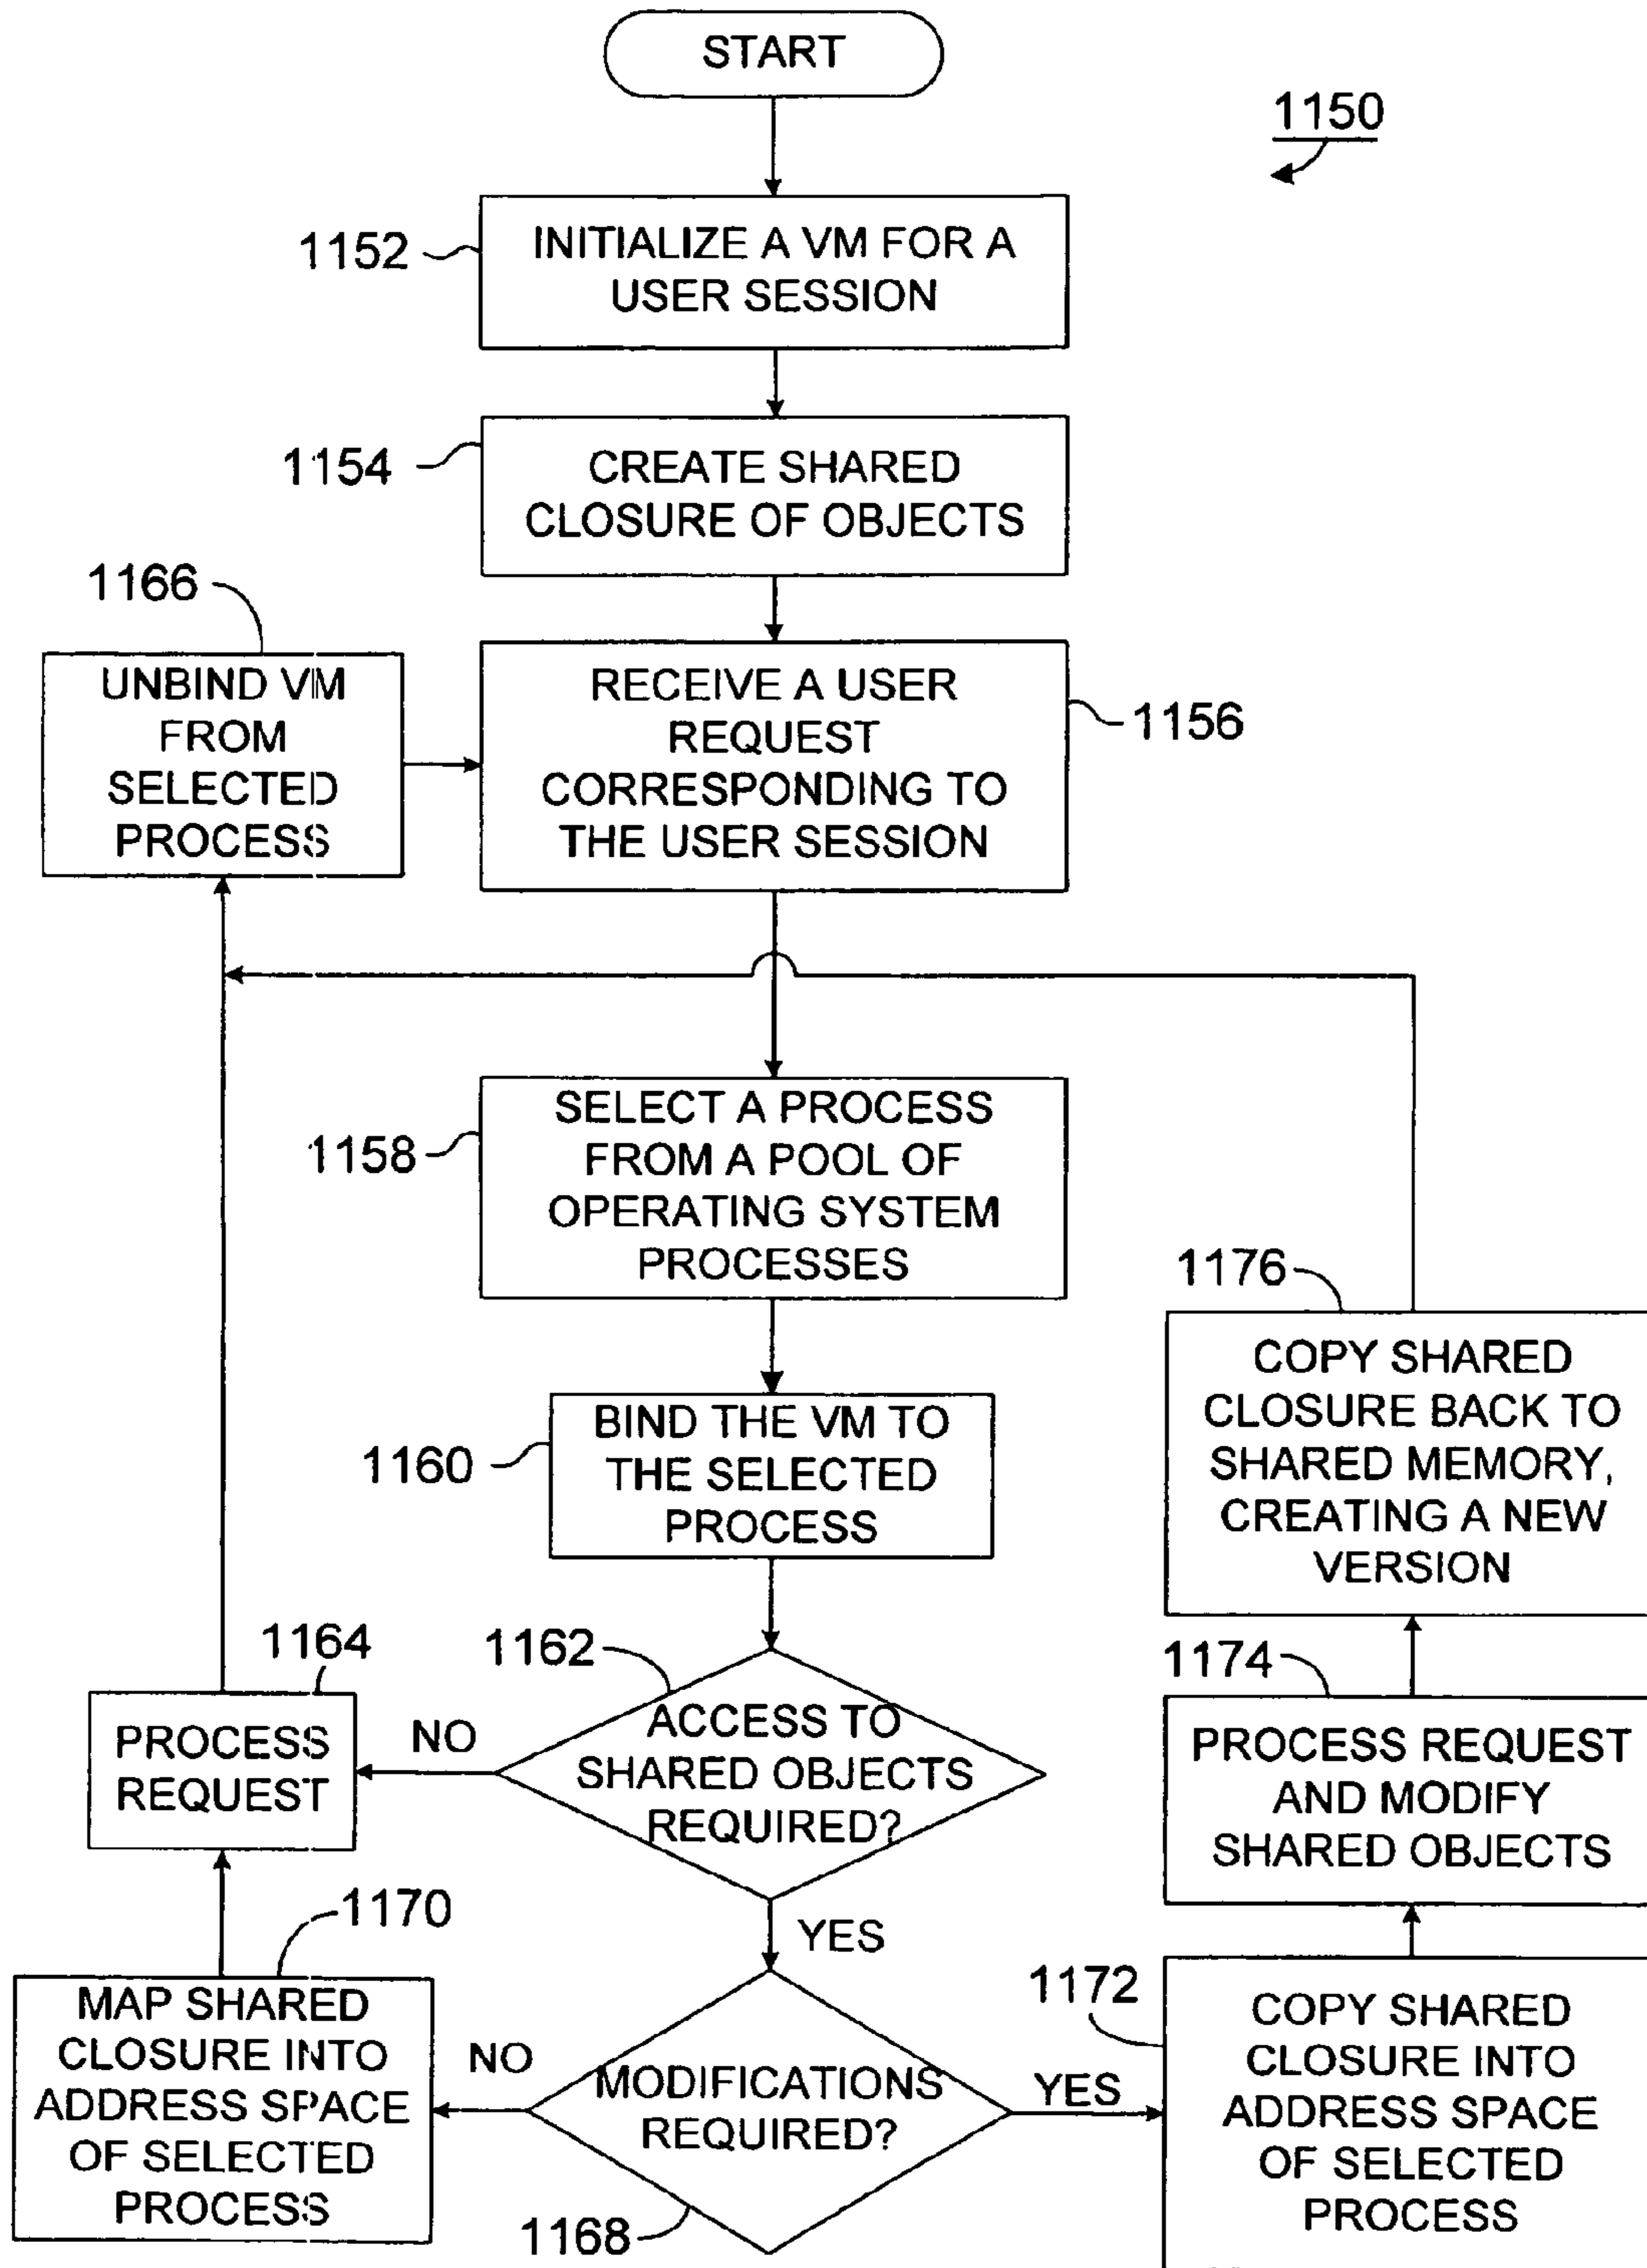 START
1150
1152
INITIALIZE A VM FOR A
USER SESSION
1154
CREATE SHARED
CLOSURE OF OBJECTS
1166
UNBIND VM
FROM
SELECTED
PROCESS
RECEIVE A USER
REQUEST
CORRESPONDING TO
THE USER SESSION
1156
1158
SELECT A PROCESS
FROM A POOL OF
OPERATING SYSTEM
PROCESSES
1160
BIND THE VM TO
THE SELECTED
PROCESS
1176
COPY SHARED
CLOSURE BACK TO
SHARED MEMORY,
CREATING A NEW
VERSION
1164
PROCESS
REQUEST
NO
1162
ACCESS TO
SHARED OBJECTS
REQUIRED?
YES
1174
PROCESS REQUEST
AND MODIFY
SHARED OBJECTS
1170
MAP SHARED
CLOSURE INTO
ADDRESS SPACE
OF SELECTED
PROCESS
NO
MODIFICATIONS
REQUIRED?
1168
YES
1172
COPY SHARED
CLOSURE INTO
ADDRESS SPACE
OF SELECTED
PROCESS